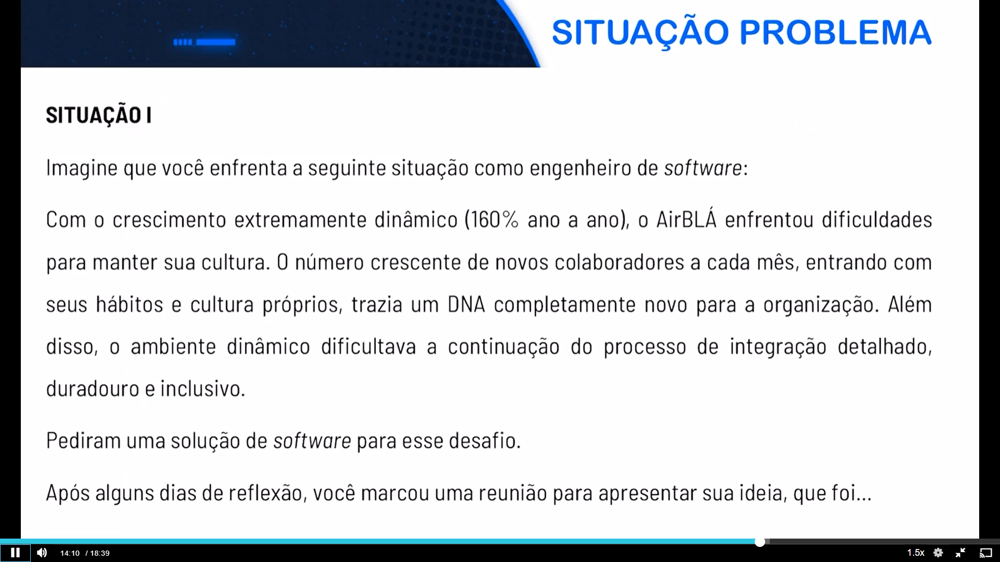 SITUAÇÃO PROBLEMA
SITUAÇÃO I
Imagine que você enfrenta a seguinte situação como engenheiro de software:
Com o crescimento extremamente dinâmico (160% ano a ano), o AirBLÁ enfrentou dificuldades
para manter sua cultura. O número crescente de novos colaboradores a cada mês, entrando com
seus hábitos e cultura próprios, trazia um DNA completamente novo para a organização. Além
disso, o ambiente dinâmico dificultava a continuação do processo de integração detalhado,
duradouro e inclusivo.
Pediram uma solução de software para esse desafio.
Após alguns dias de reflexão, você marcou uma reunião para apresentar sua ideia, que foi...
14:10 / 18:39
1.5x